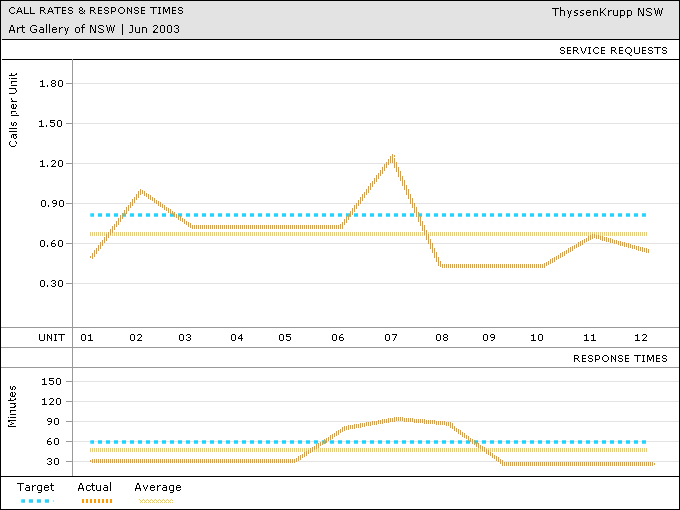 CALL RATES & RESPONSE TIMES
ThyssenKrupp NSW
Art Gallery of NSW | Jun 2003
SERVICE REQUESTS
Calls per Unit
1.80
1.50
1.20
0.90
0.60
0.30
UNIT 01 02 03 04 05 06 07 08 09 10 11 12
RESPONSE TIMES
Minutes
150
120
90
60
30
Target Actual Average